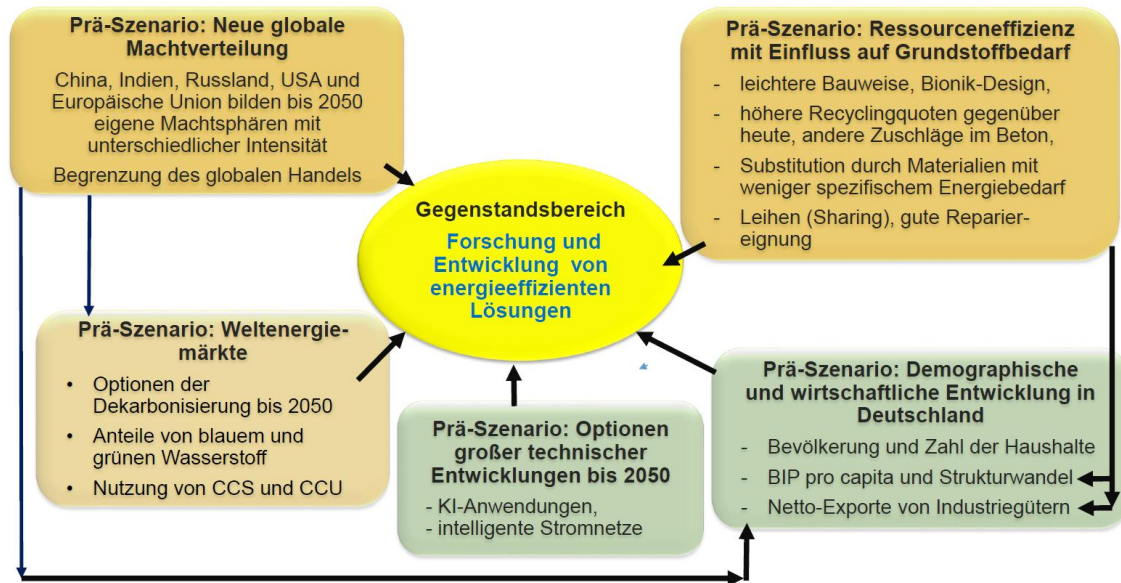 Prä-Szenario: Neue globale
Machtverteilung
China, Indien, Russland, USA und
Europäische Union bilden bis 2050
eigene Machtsphären mit
unterschiedlicher Intensität
Begrenzung des globalen Handels
Prä-Szenario: Ressourceneffizienz
mit Einfluss auf Grundstoffbedarf
- leichtere Bauweise, Bionik-Design,
- höhere Recyclingquoten gegenüber
heute, andere Zuschläge im Beton,
- Substitution durch Materialien mit
weniger spezifischem Energiebedarf
- Leihen (Sharing), gute Reparier-
eignung
Gegenstandsbereich
Forschung und
Entwicklung von
energieeffizienten
Lösungen
Prä-Szenario: Weltenergie-
märkte
• Optionen der
Dekarbonisierung bis 2050
• Anteile von blauem und
grünen Wasserstoff
• Nutzung von CCS und CCU
Prä-Szenario: Optionen
großer technischer
Entwicklungen bis 2050
- KI-Anwendungen,
- intelligente Stromnetze
Prä-Szenario: Demographische
und wirtschaftliche Entwicklung in
Deutschland
- Bevölkerung und Zahl der Haushalte
- BIP pro capita und Strukturwandel
- Netto-Exporte von Industriegütern